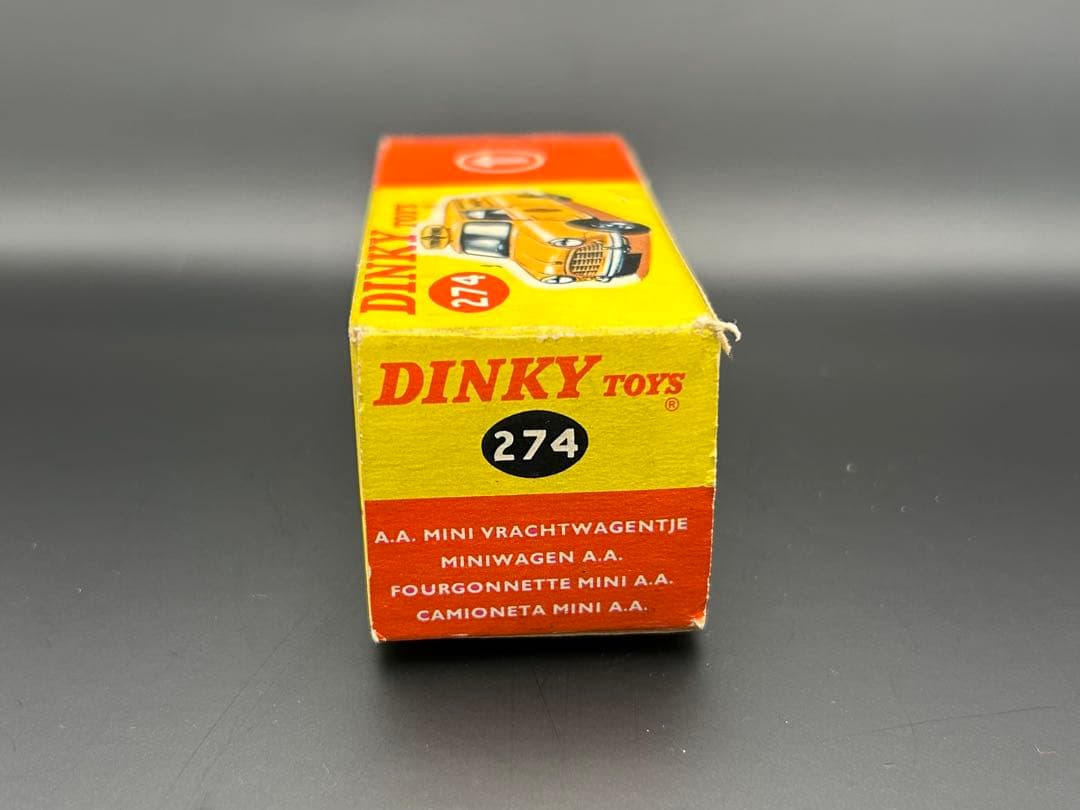 DINKY TOYS
274
DINKY TOYS
®
274
A.A. MINI VRACHTWAGENTJE
MINIWAGEN A.A.
FOURGONNETTE MINI A.A.
CAMIONETA MINI A.A.